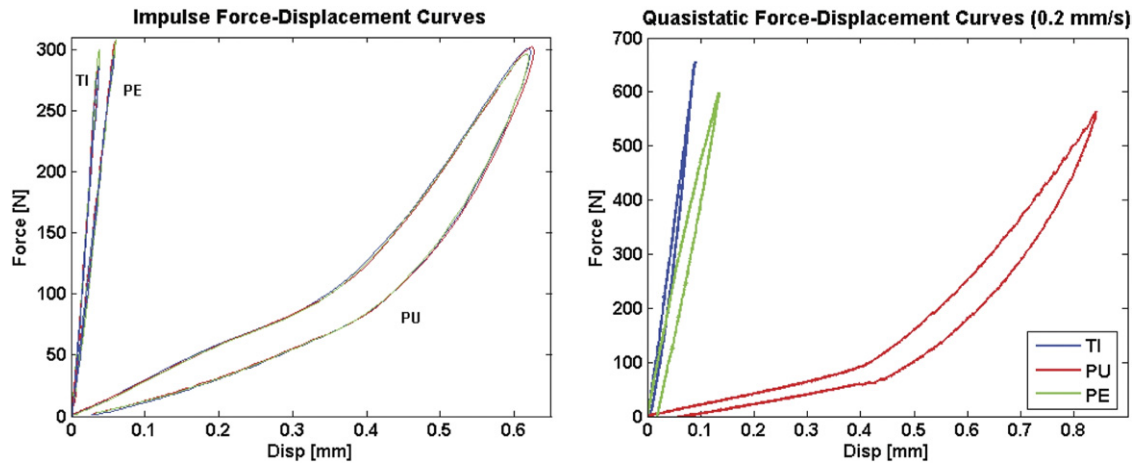 Impulse Force-Displacement Curves
300
250
200
150
100
50
0
Force [N]
TI
PE
PU
0
0.1
0.2
0.3
0.4
0.5
0.6
Disp [mm]
Quasistatic Force-Displacement Curves (0.2 mm/s)
700
600
500
400
300
200
100
0
Force [N]
TI
PU
PE
0
0.1
0.2
0.3
0.4
0.5
0.6
0.7
0.8
Disp [mm]